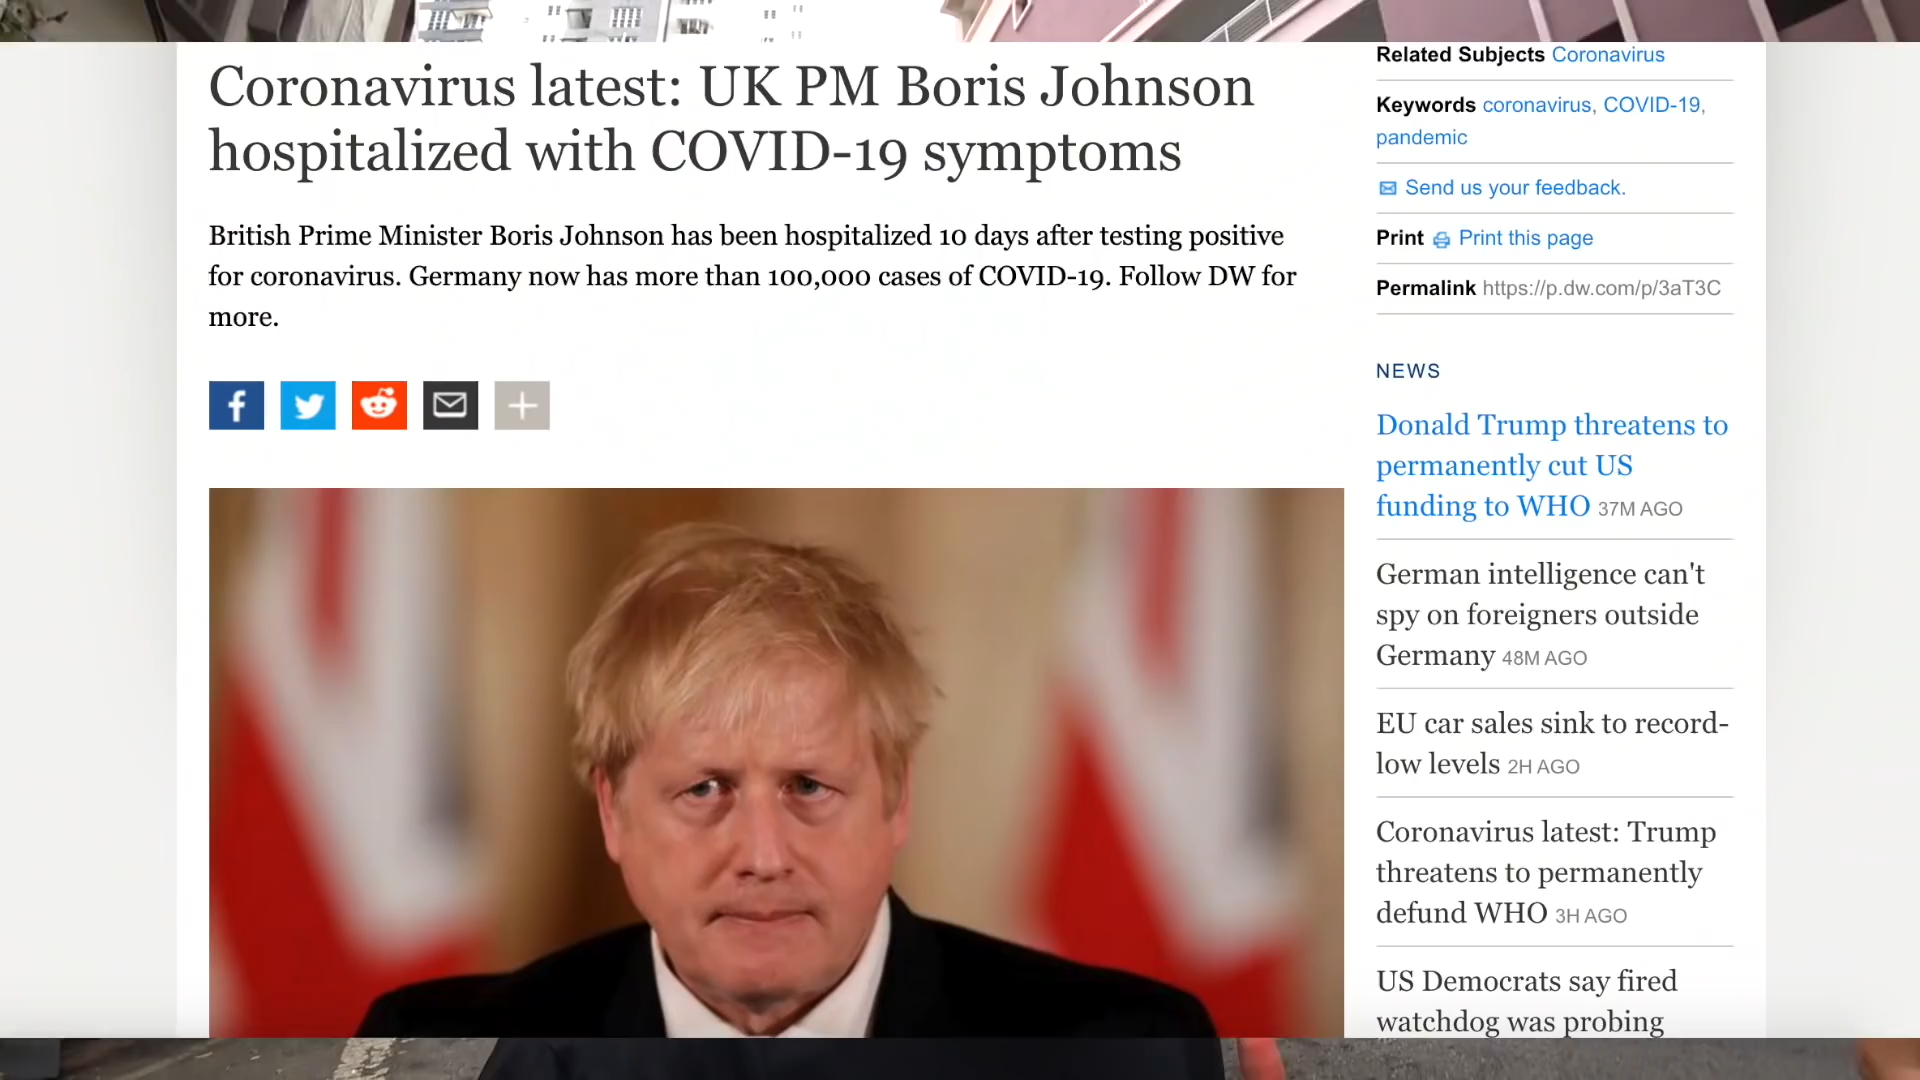 Coronavirus latest: UK PM Boris Johnson
hospitalized with COVID-19 symptoms
British Prime Minister Boris Johnson has been hospitalized 10 days after testing positive
for coronavirus. Germany now has more than 100,000 cases of COVID-19. Follow DW for
more.
Related Subjects Coronavirus
Keywords coronavirus, COVID-19,
pandemic
Send us your feedback.
Print Print this page
Permalink https://p.dw.com/p/3aT3C
NEWS
Donald Trump threatens to
permanently cut US
funding to WHO 37M AGO
German intelligence can't
spy on foreigners outside
Germany 48M AGO
EU car sales sink to record-
low levels 2H AGO
Coronavirus latest: Trump
threatens to permanently
defund WHO 3H AGO
US Democrats say fired
watchdog was probing